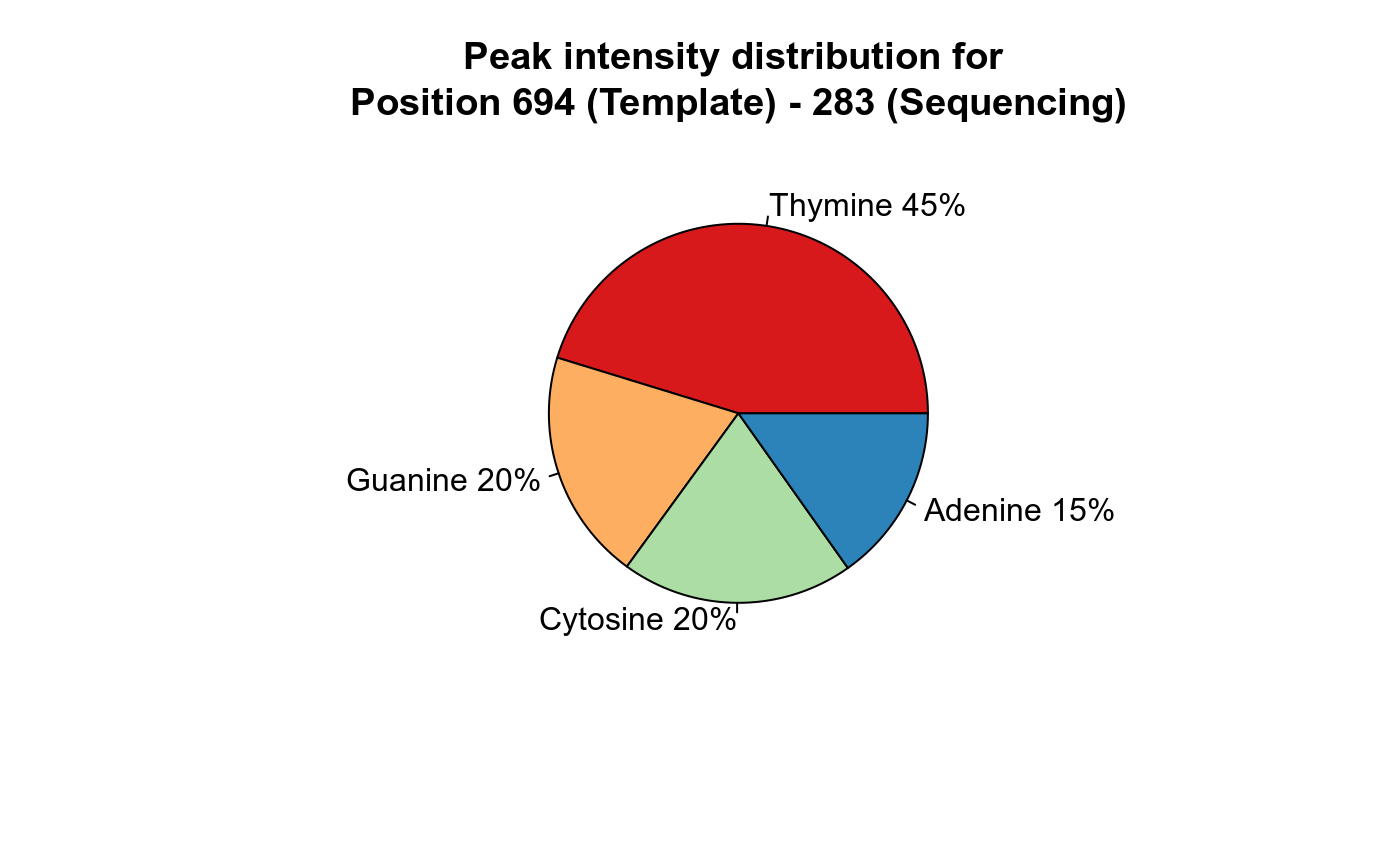 Peak intensity distribution for
Position 694 (Template) - 283 (Sequencing)
Thymine 45%
Guanine 20%
Adenine 15%
Cytosine 20%